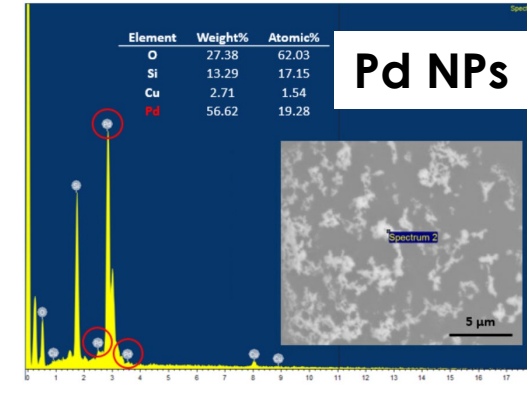 Spect
Element Weight% Atomic%
O 27.38 62.03
Si 13.29 17.15
Cu 2.71 1.54
Pd 56.62 19.28
Pd NPs
Spectrum 2
5 µm
0 1 2 3 4 5 6 7 8 9 10 11 12 13 14 15 16 17